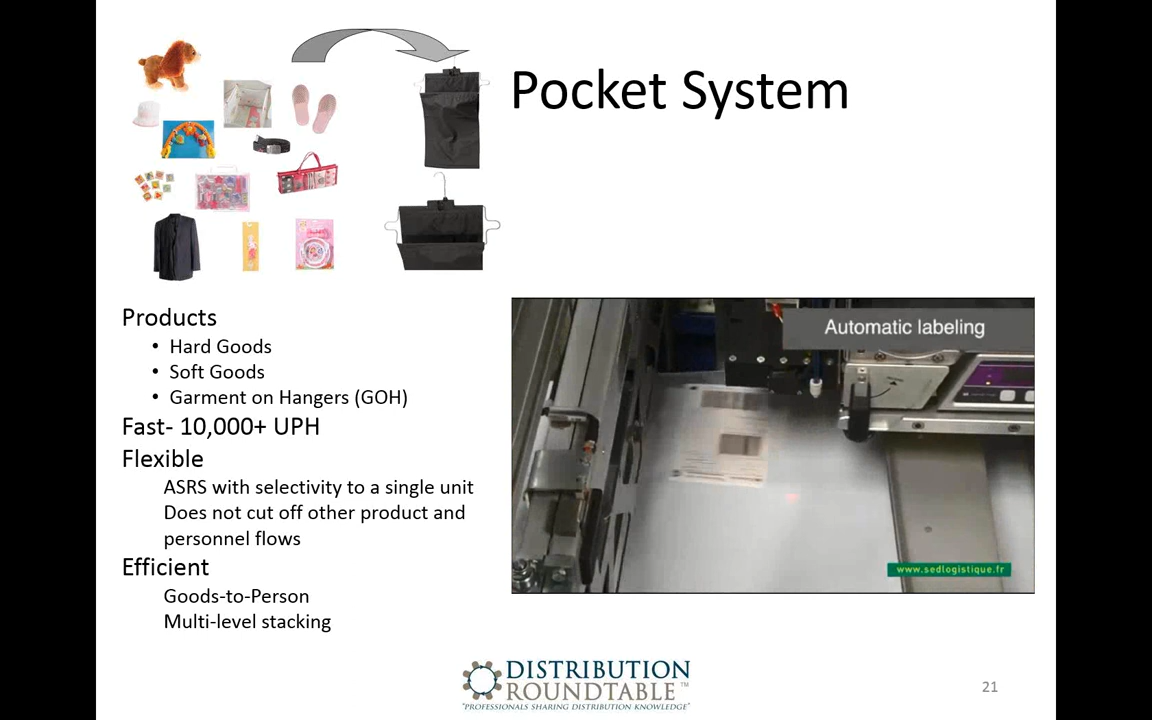 Pocket System
Products
• Hard Goods
• Soft Goods
• Garment on Hangers (GOH)
Fast- 10,000+ UPH
Flexible
ASRS with selectivity to a single unit
Does not cut off other product and
personnel flows
Efficient
Goods-to-Person
Multi-level stacking
Automatic labeling
www.sedlogistique.fr
DISTRIBUTION
ROUNDTABLE™
"PROFESSIONALS SHARING DISTRIBUTION KNOWLEDGE"
21